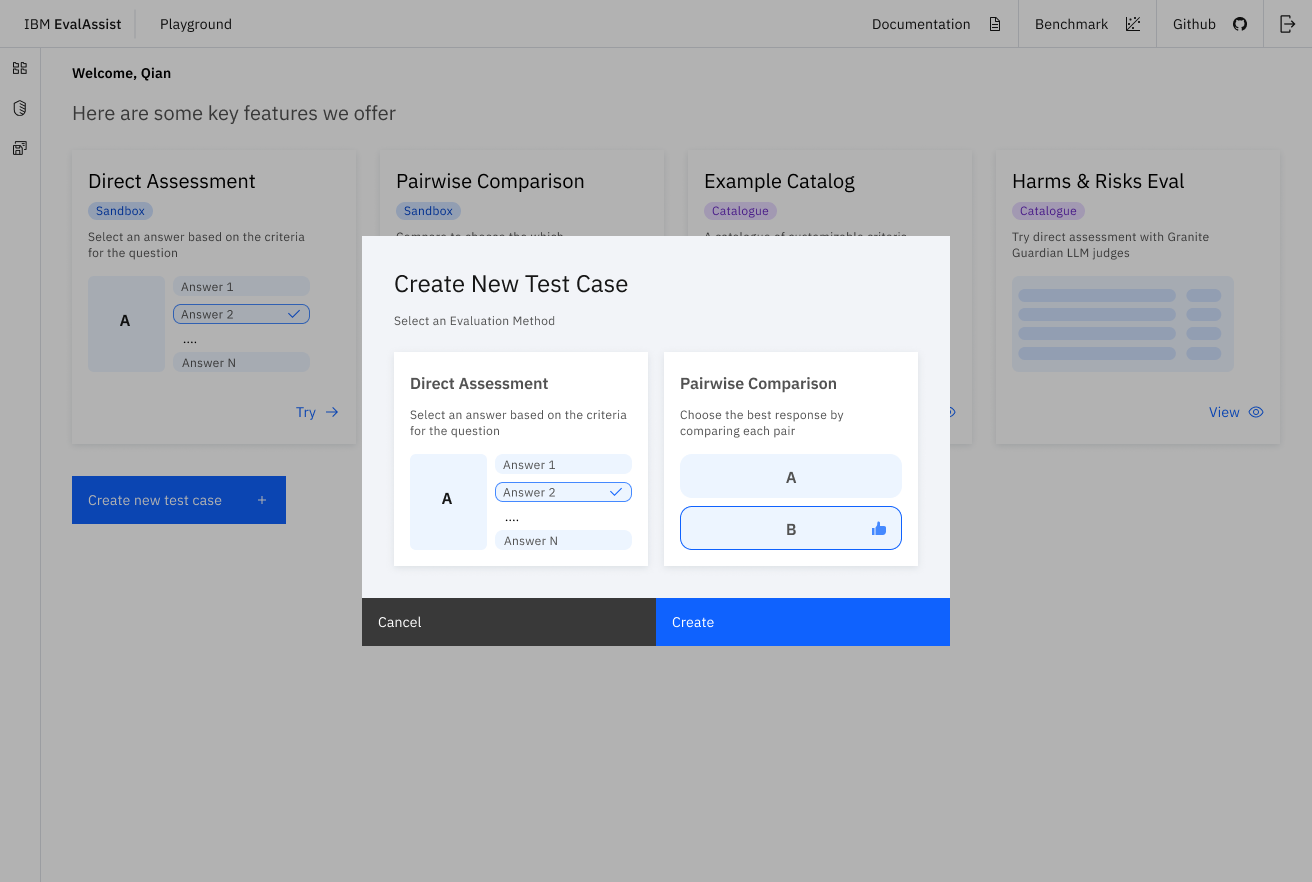 IBM EvalAssist
Playground
Documentation
Benchmark
Github
Welcome, Qian
Here are some key features we offer
Direct Assessment
Sandbox
Select an answer based on the criteria
for the question
A
Answer 1
Answer 2
....
Answer N
Try
Pairwise Comparison
Sandbox
Example Catalog
Catalogue
Harms & Risks Eval
Catalogue
Try direct assessment with Granite
Guardian LLM judges
View
Create new test case
Create New Test Case
Select an Evaluation Method
Direct Assessment
Select an answer based on the criteria
for the question
A
Answer 1
Answer 2
....
Answer N
Pairwise Comparison
Choose the best response by
comparing each pair
A
B
Cancel
Create